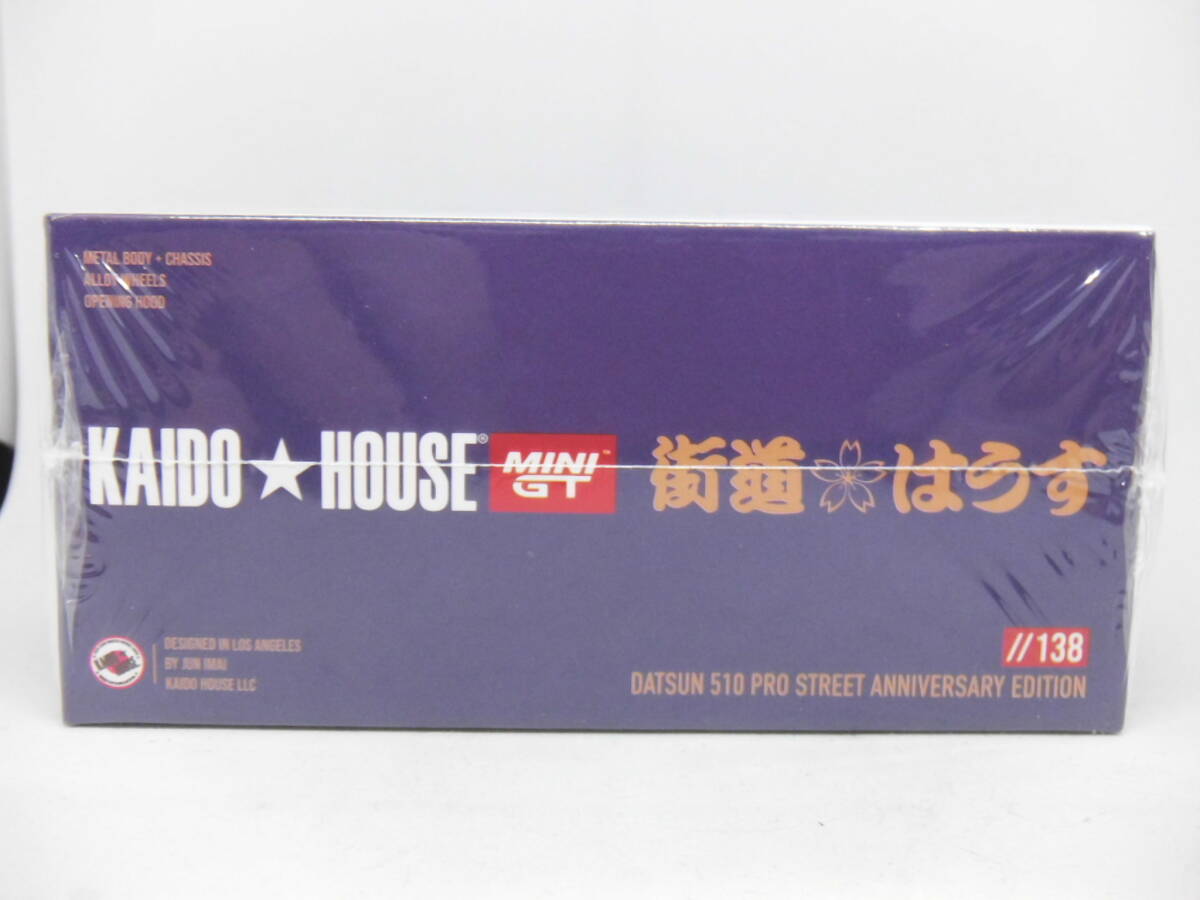 METAL BODY + CHASSIS
ALLOY WHEELS
OPENING HOOD
KAIDO★HOUSE® MINI GT™ 街道 はうす
DESIGNED IN LOS ANGELES
BY JUN IMAI
KAIDO HOUSE LLC
//138
DATSUN 510 PRO STREET ANNIVERSARY EDITION